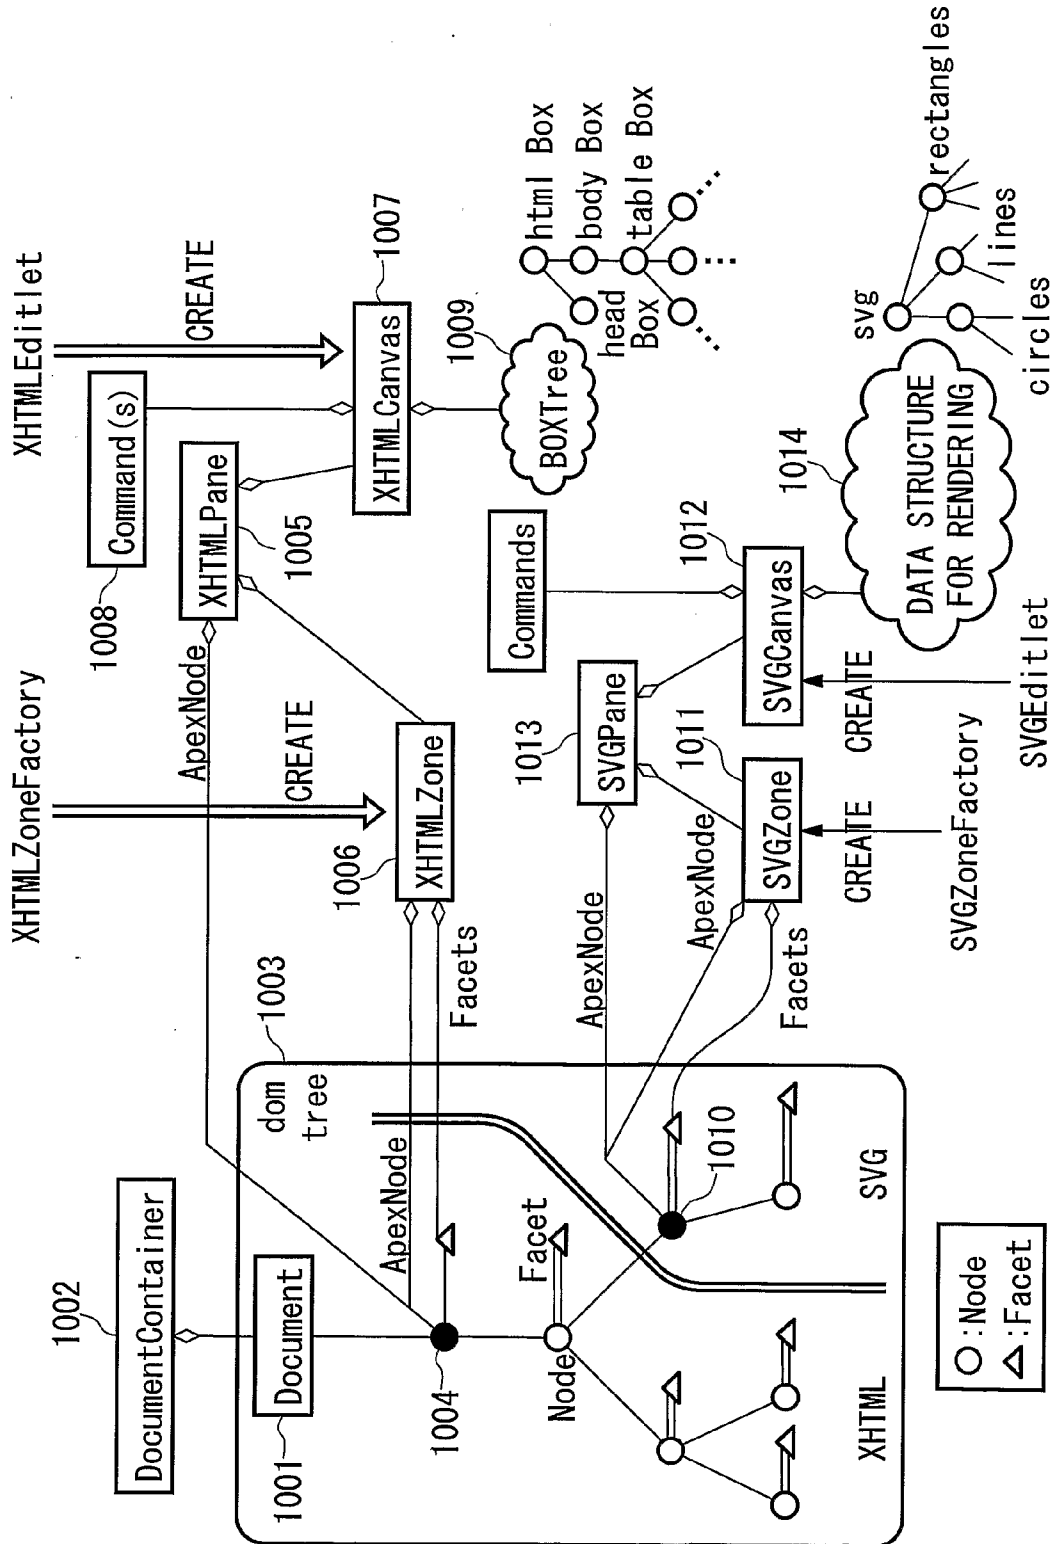 XHTMLZoneFactory
XHTMLEditlet
1002
DocumentContainer
1001
Document
1003
dom
tree
ApexNode
CREATE
1008
Command(s)
XHTMLPane
1005
CREATE
1007
XHTMLCanvas
1004
ApexNode
Facets
1006
XHTMLZone
1009
BOXTree
html Box
head
Box
body Box
table Box
Node
Facet
1010
XHTML
SVG
ApexNode
ApexNode
Facets
1013
SVGPane
Commands
1011
SVGZone
1012
SVGCanvas
1014
DATA STRUCTURE
FOR RENDERING
svg
circles
lines
rectangles
CREATE
CREATE
SVGZoneFactory
SVGEditlet
:Node
:Facet